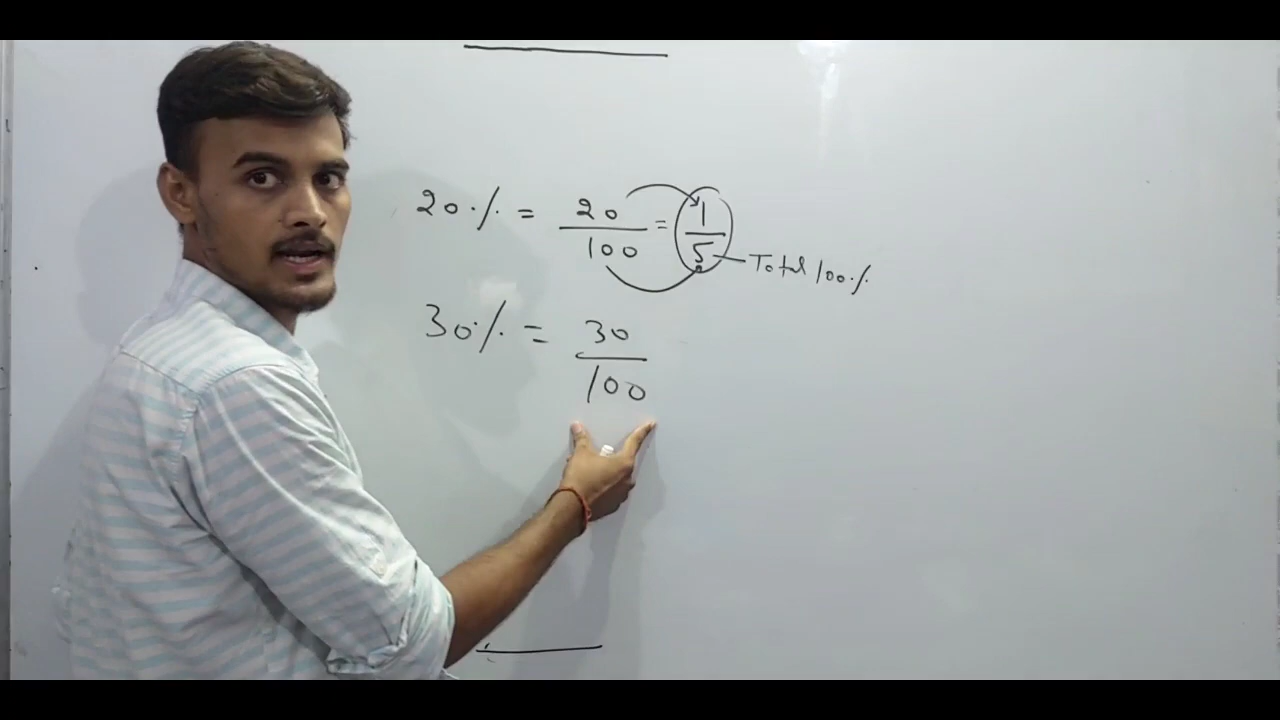 20% = 20/100 = 1/5 Total 100%
30% = 30/100